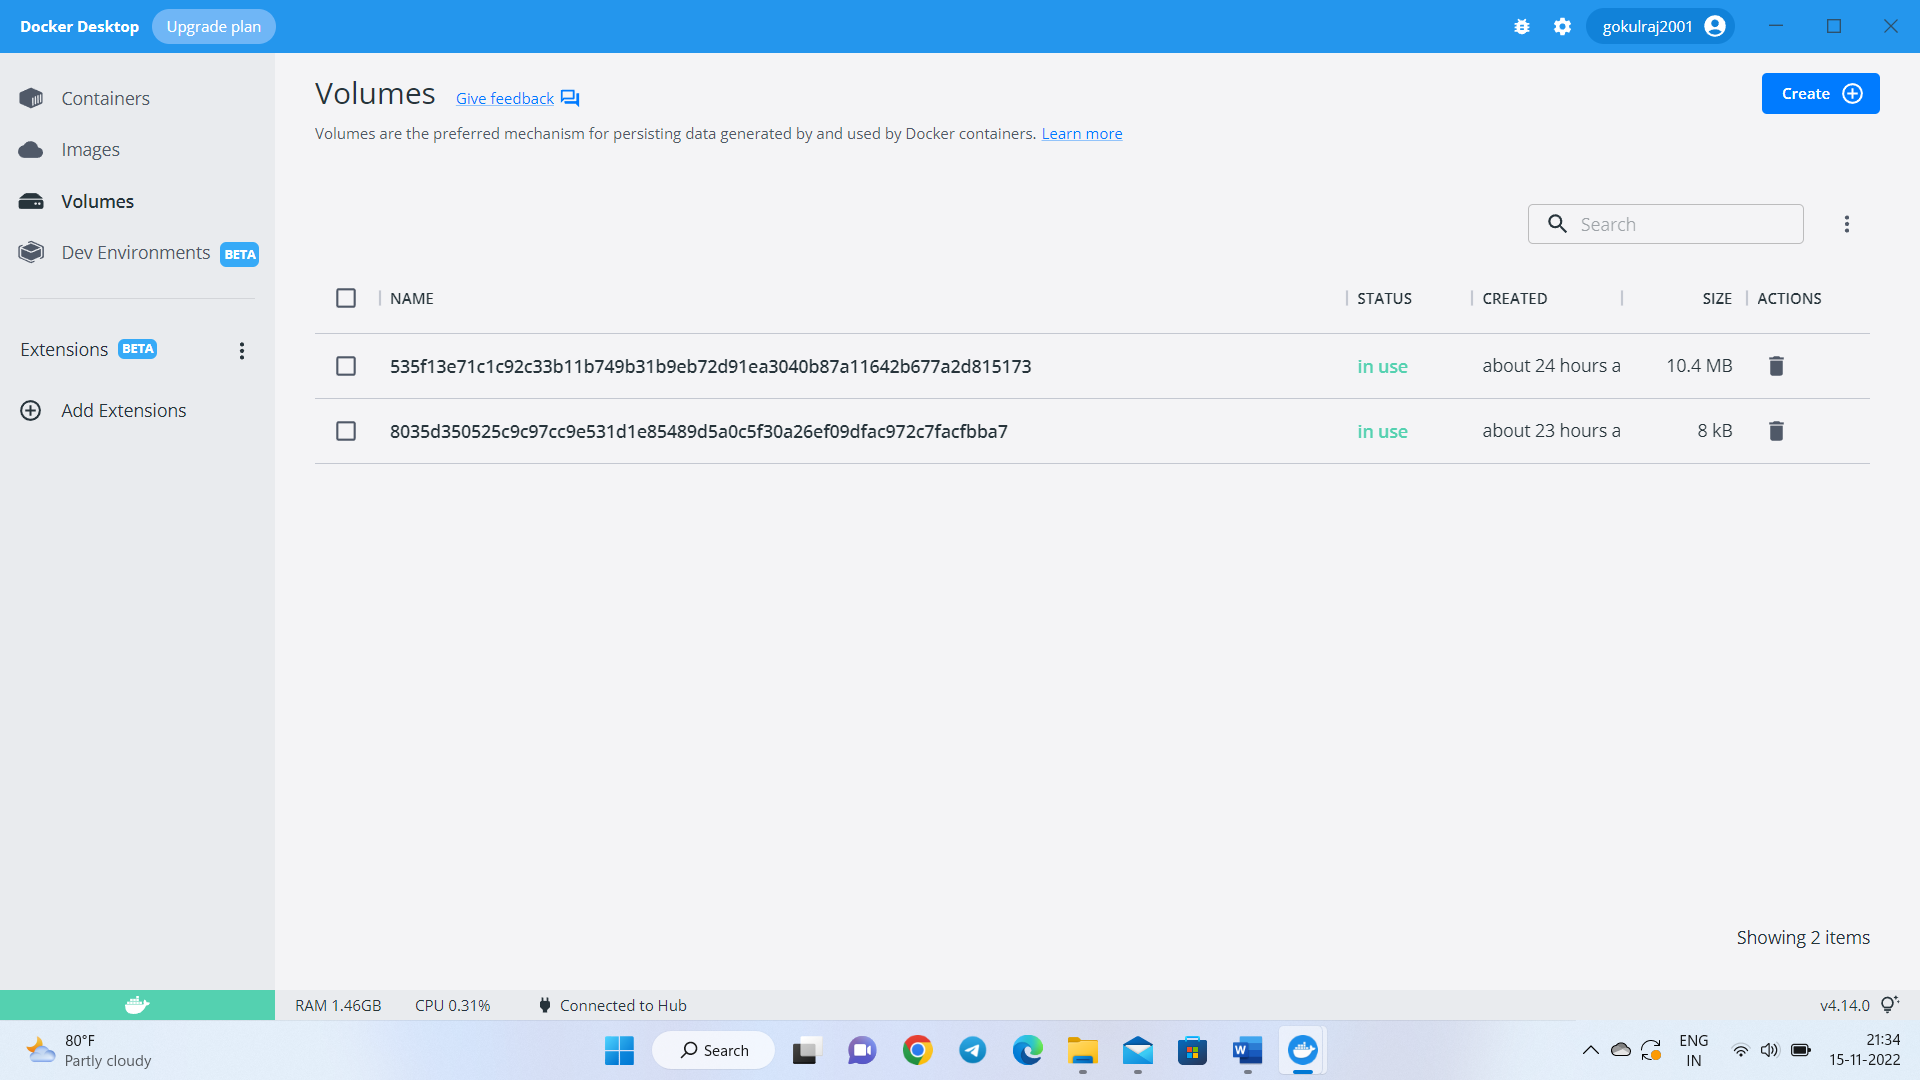 Docker Desktop Upgrade plan gokulraj2001
Containers
Images
Volumes
Dev Environments BETA
Extensions BETA
Add Extensions
Volumes Give feedback
Create
Volumes are the preferred mechanism for persisting data generated by and used by Docker containers. Learn more
Search
NAME STATUS CREATED SIZE ACTIONS
535f13e71c1c92c33b11b749b31b9eb72d91ea3040b87a11642b677a2d815173 in use about 24 hours a 10.4 MB
8035d350525c9c97cc9e531d1e85489d5a0c5f30a26ef09dfac972c7facfbba7 in use about 23 hours a 8 kB
Showing 2 items
RAM 1.46GB CPU 0.31% Connected to Hub v4.14.0
80°F
Partly cloudy
Search
W
ENG
IN
21:34
15-11-2022